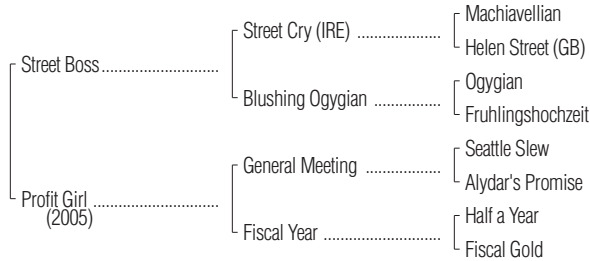 Machiavellian
Street Cry (IRE) ..................
Helen Street (GB)
Street Boss.........................
Ogygian
Blushing Ogygian ..............
Fruhlingshochzeit
Seattle Slew
General Meeting ................
Alydar's Promise
Profit Girl ...........................
(2005)
Half a Year
Fiscal Year .........................
Fiscal Gold